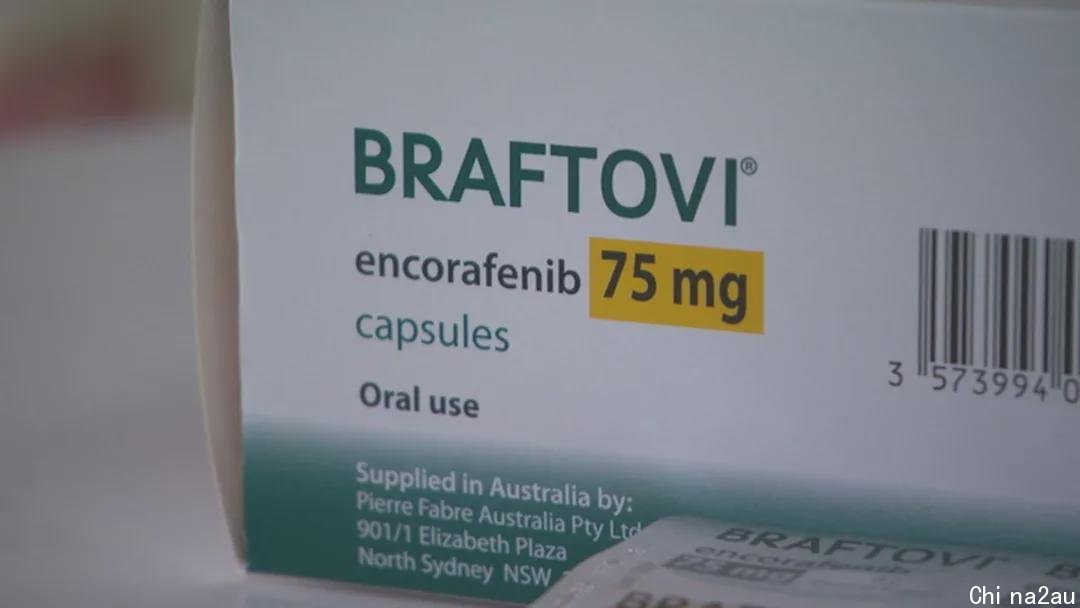 BRAFTOVI®
encorafenib 75 mg
capsules
Oral use
3 573994 0
Supplied in Australia by:
Pierre Fabre Australia Pty Ltd
901/1 Elizabeth Plaza
North Sydney NSW
BRAFTOVI
encorafenib
75 mg
Chi na2au